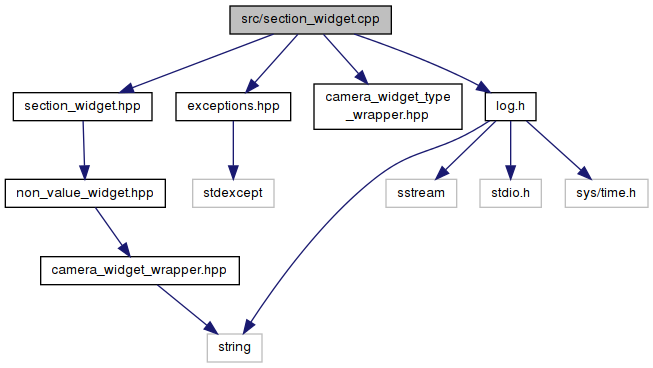 src/section_widget.cpp
section_widget.hpp
exceptions.hpp
camera_widget_type
_wrapper.hpp
log.h
non_value_widget.hpp
stdexcept
sstream
stdio.h
sys/time.h
camera_widget_wrapper.hpp
string